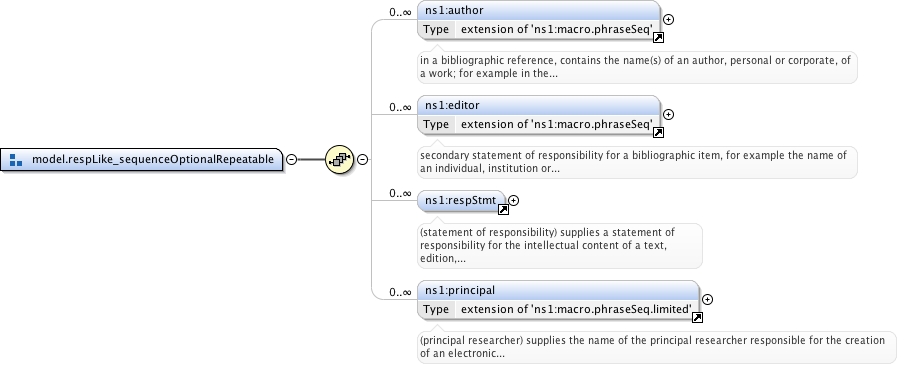 0..∞
ns1:author
Type extension of 'ns1:macro.phraseSeq'
in a bibliographic reference, contains the name(s) of an author, personal or corporate, of
a work; for example in the...
0..∞
ns1:editor
Type extension of 'ns1:macro.phraseSeq'
model.respLike_sequenceOptionalRepeatable
secondary statement of responsibility for a bibliographic item, for example the name of
an individual, institution or...
0..∞
ns1:respStmt
(statement of responsibility) supplies a statement of
responsibility for the intellectual content of a text,
edition,...
0..∞
ns1:principal
Type extension of 'ns1:macro.phraseSeq.limited'
(principal researcher) supplies the name of the principal researcher responsible for the creation
of an electronic...